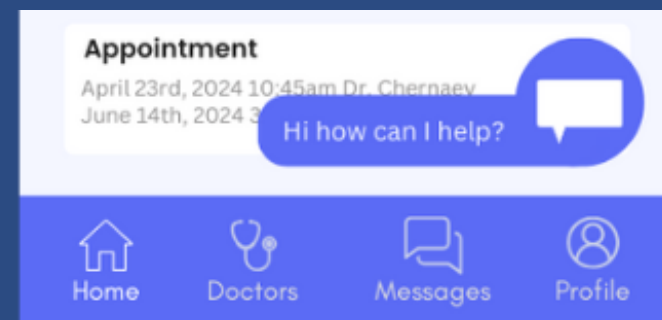 Appointment
April 23rd, 2024 10:45am Dr. Chernaev
June 14th, 2024 3
Hi how can I help?
Home Doctors Messages Profile